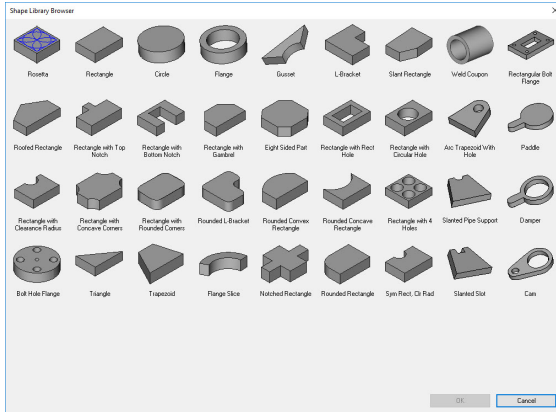 Shape Library Browser
Rosetta
Rectangle
Circle
Flange
Gusset
L-Bracket
Slant Rectangle
Weld Coupon
Rectangular Bolt
Flange
Roofed Rectangle
Rectangle with Top
Notch
Rectangle with
Bottom Notch
Rectangle with
Gambrel
Eight Sided Part
Rectangle with Rect
Hole
Rectangle with
Circular Hole
Arc Trapezoid With
Hole
Paddle
Rectangle with
Clearance Radius
Rectangle with
Concave Corners
Rectangle with
Rounded Corners
Rounded L-Bracket
Rounded Convex
Rectangle
Rounded Concave
Rectangle
Rectangle with 4
Holes
Slanted Pipe Support
Damper
Bolt Hole Flange
Triangle
Trapezoid
Flange Slice
Notched Rectangle
Rounded Rectangle
Sym Rect, Clr Rad
Slanted Slot
Cam
OK
Cancel